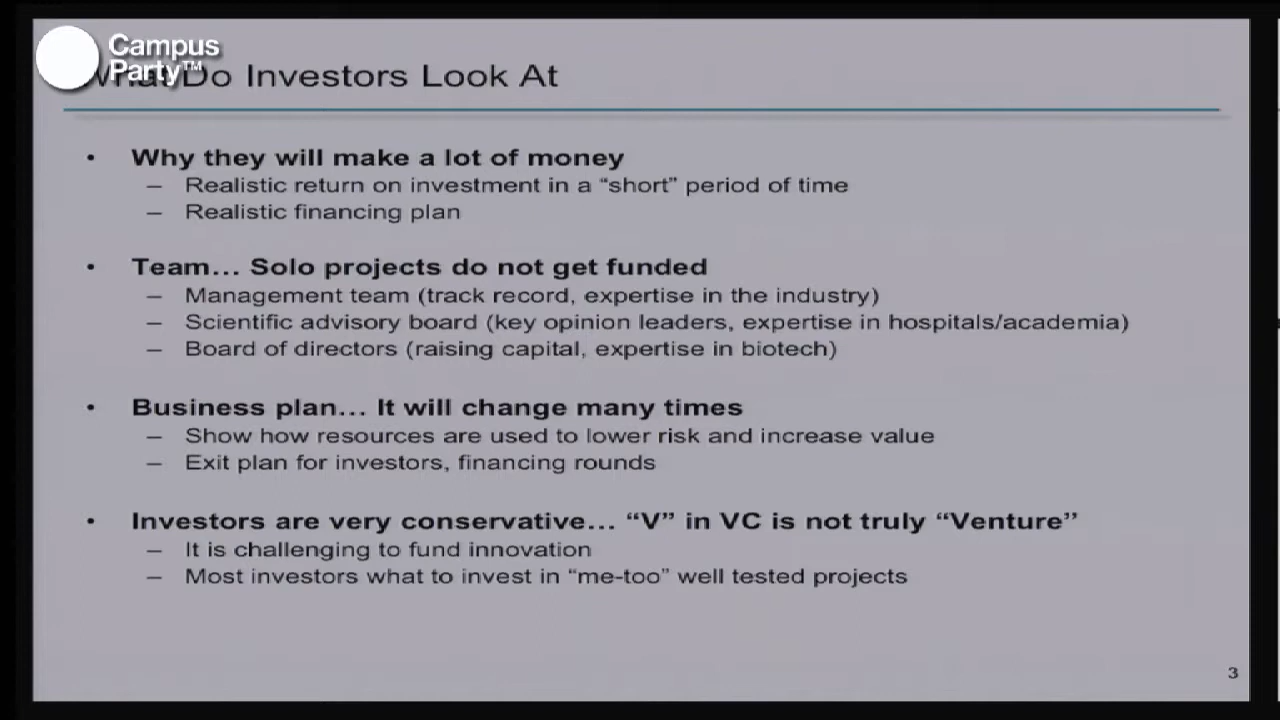 Campus
Party™
What Do Investors Look At
• Why they will make a lot of money
– Realistic return on investment in a “short” period of time
– Realistic financing plan
• Team… Solo projects do not get funded
– Management team (track record, expertise in the industry)
– Scientific advisory board (key opinion leaders, expertise in hospitals/academia)
– Board of directors (raising capital, expertise in biotech)
• Business plan… It will change many times
– Show how resources are used to lower risk and increase value
– Exit plan for investors, financing rounds
• Investors are very conservative… “V” in VC is not truly “Venture”
– It is challenging to fund innovation
– Most investors what to invest in “me-too” well tested projects
3